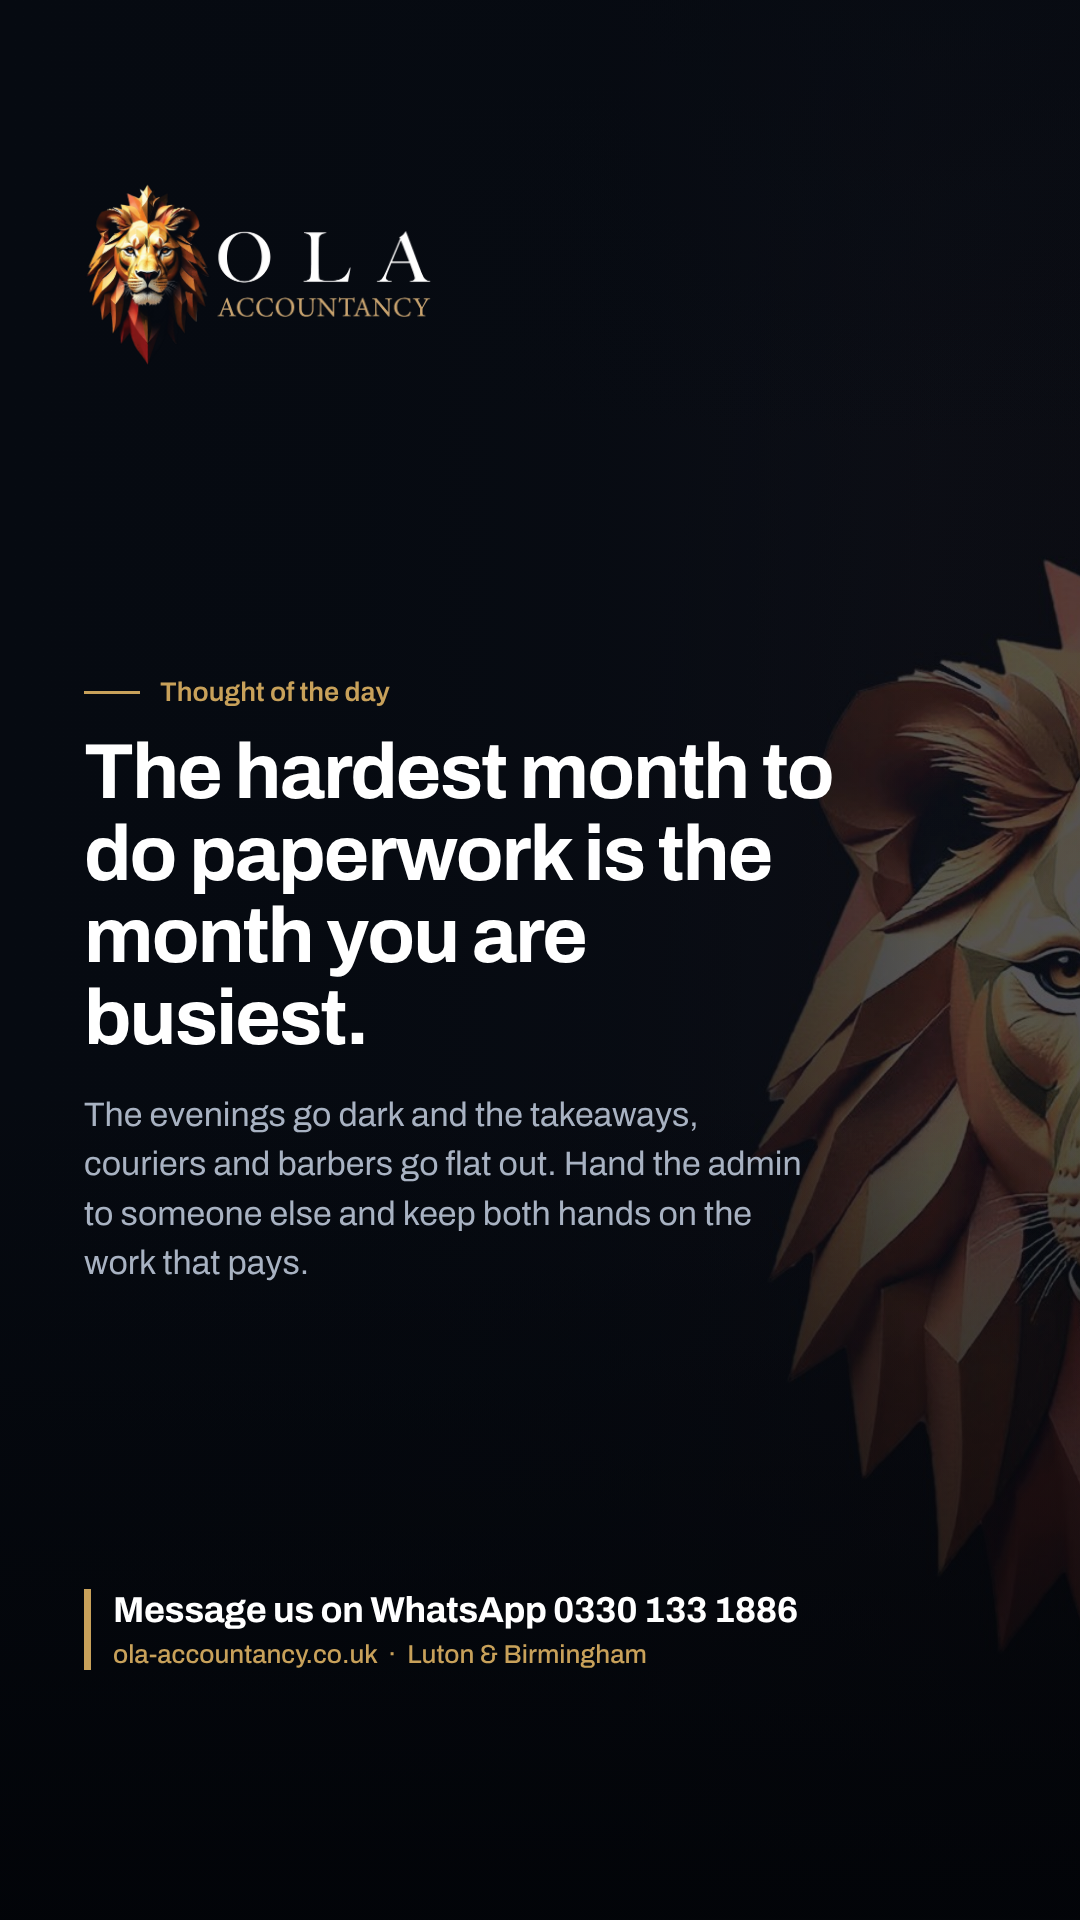 OLA
ACCOUNTANCY
Thought of the day
The hardest month to
do paperwork is the
month you are
busiest.
The evenings go dark and the takeaways,
couriers and barbers go flat out. Hand the admin
to someone else and keep both hands on the
work that pays.
Message us on WhatsApp 0330 133 1886
ola-accountancy.co.uk · Luton & Birmingham